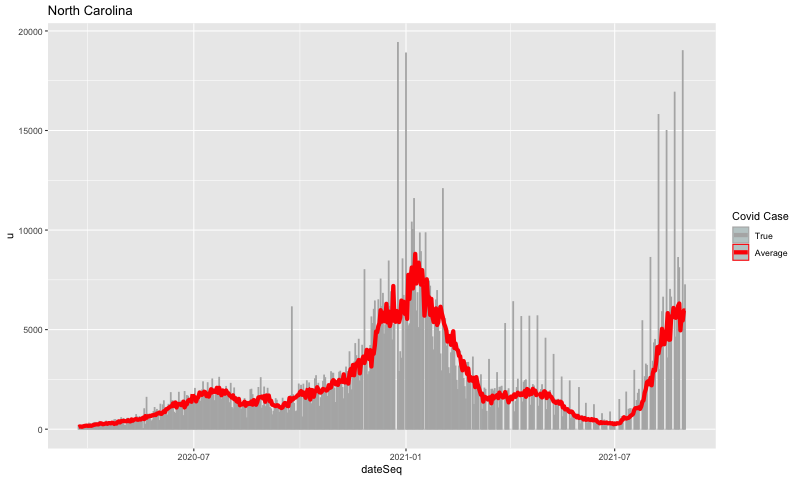 North Carolina
20000
15000
10000
5000
0
u
2020-07
2021-01
2021-07
dateSeq
Covid Case
True
Average